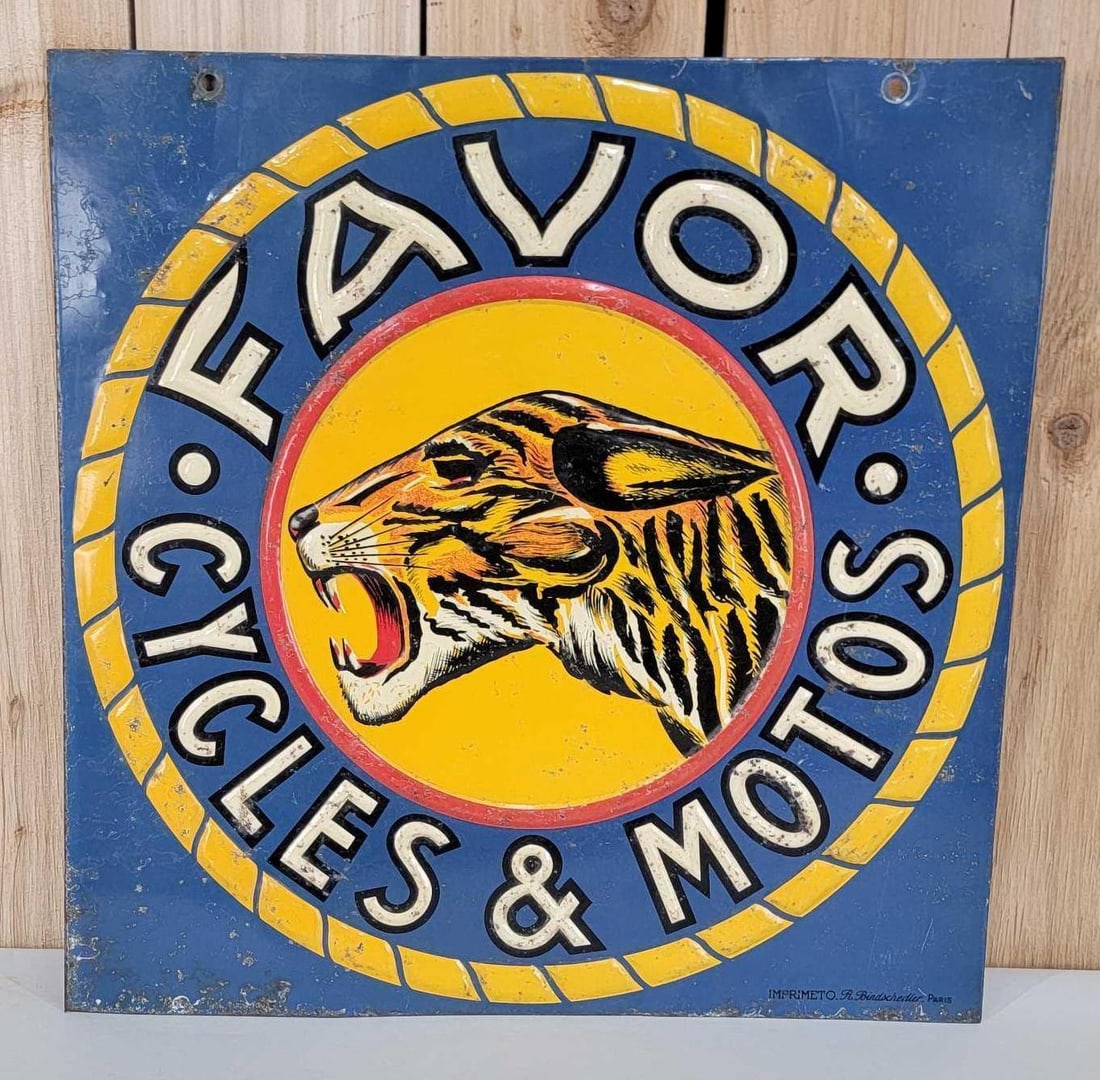 FAVOR
• CYCLES & MOTOS •
IMPRIMETO. R. Bindschedler. PARIS